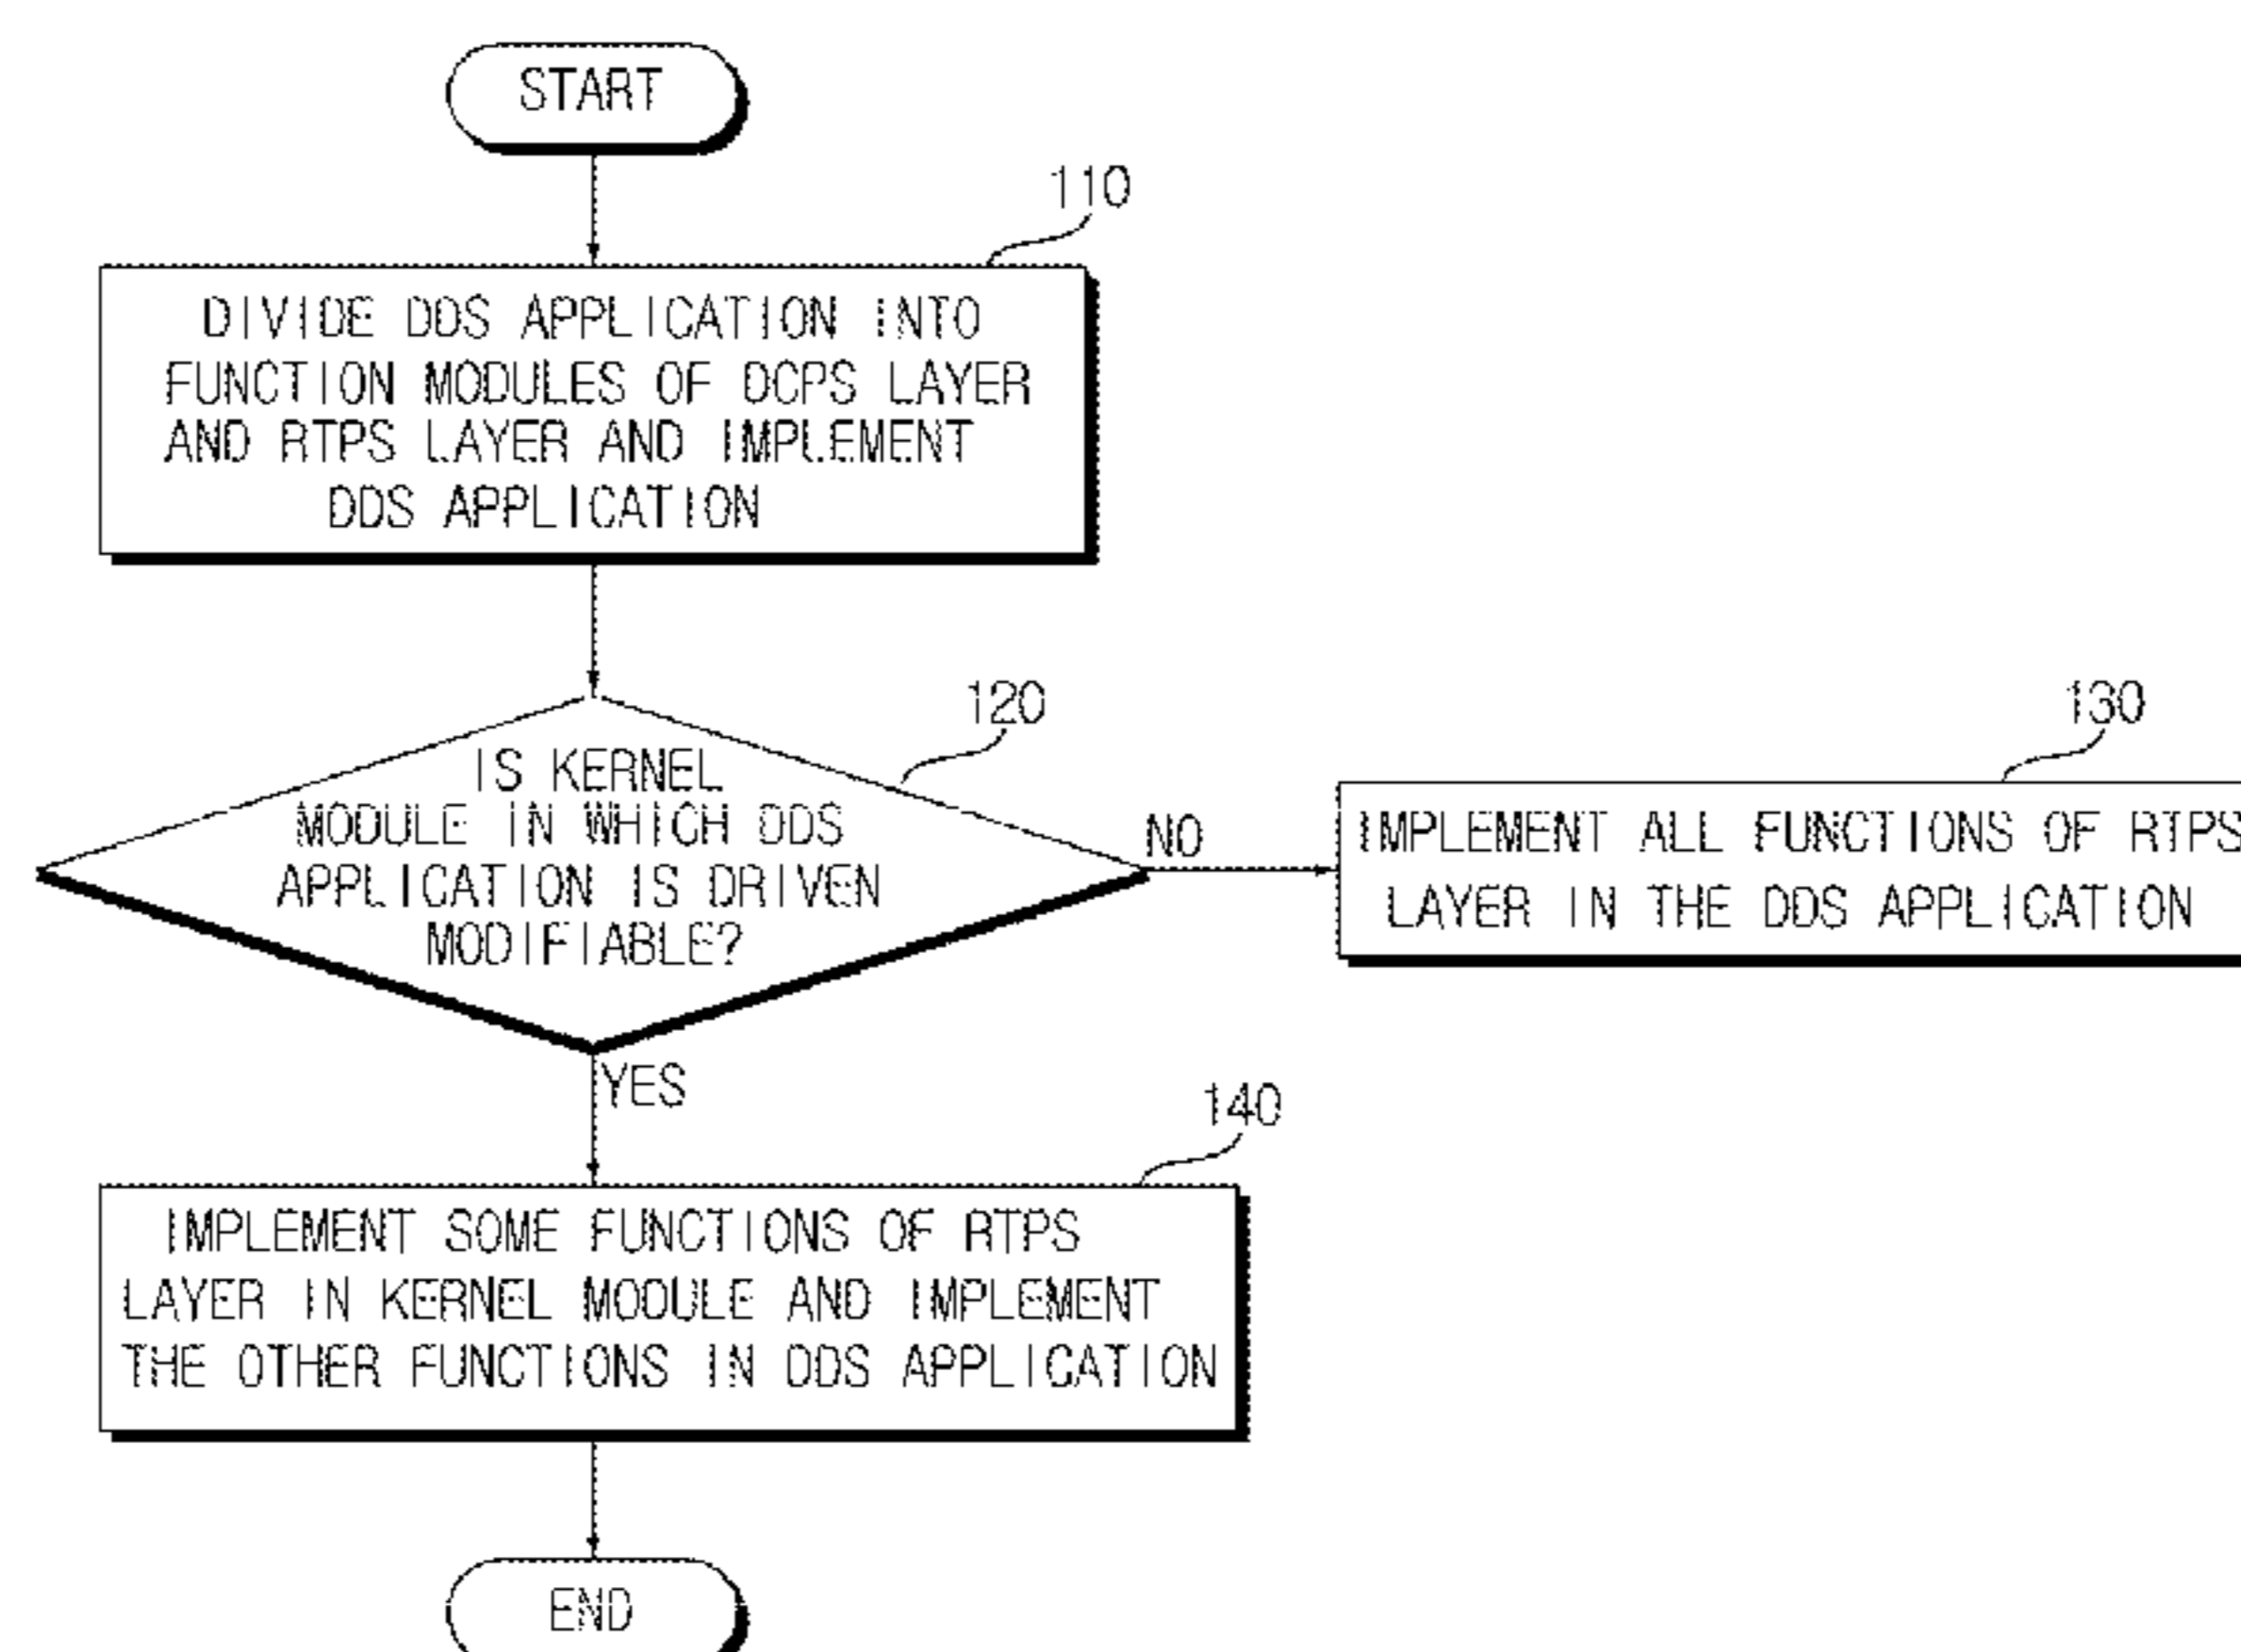 START
110
DIVIDE DDS APPLICATION INTO
FUNCTION MODULES OF DCPS LAYER
AND RTPS LAYER AND IMPLEMENT
DDS APPLICATION
120
IS KERNEL
MODULE IN WHICH DDS
APPLICATION IS DRIVEN
MODIFIABLE?
NO
130
IMPLEMENT ALL FUNCTIONS OF RTPS
LAYER IN THE DDS APPLICATION
YES
140
IMPLEMENT SOME FUNCTIONS OF RTPS
LAYER IN KERNEL MODULE AND IMPLEMENT
THE OTHER FUNCTIONS IN DDS APPLICATION
END